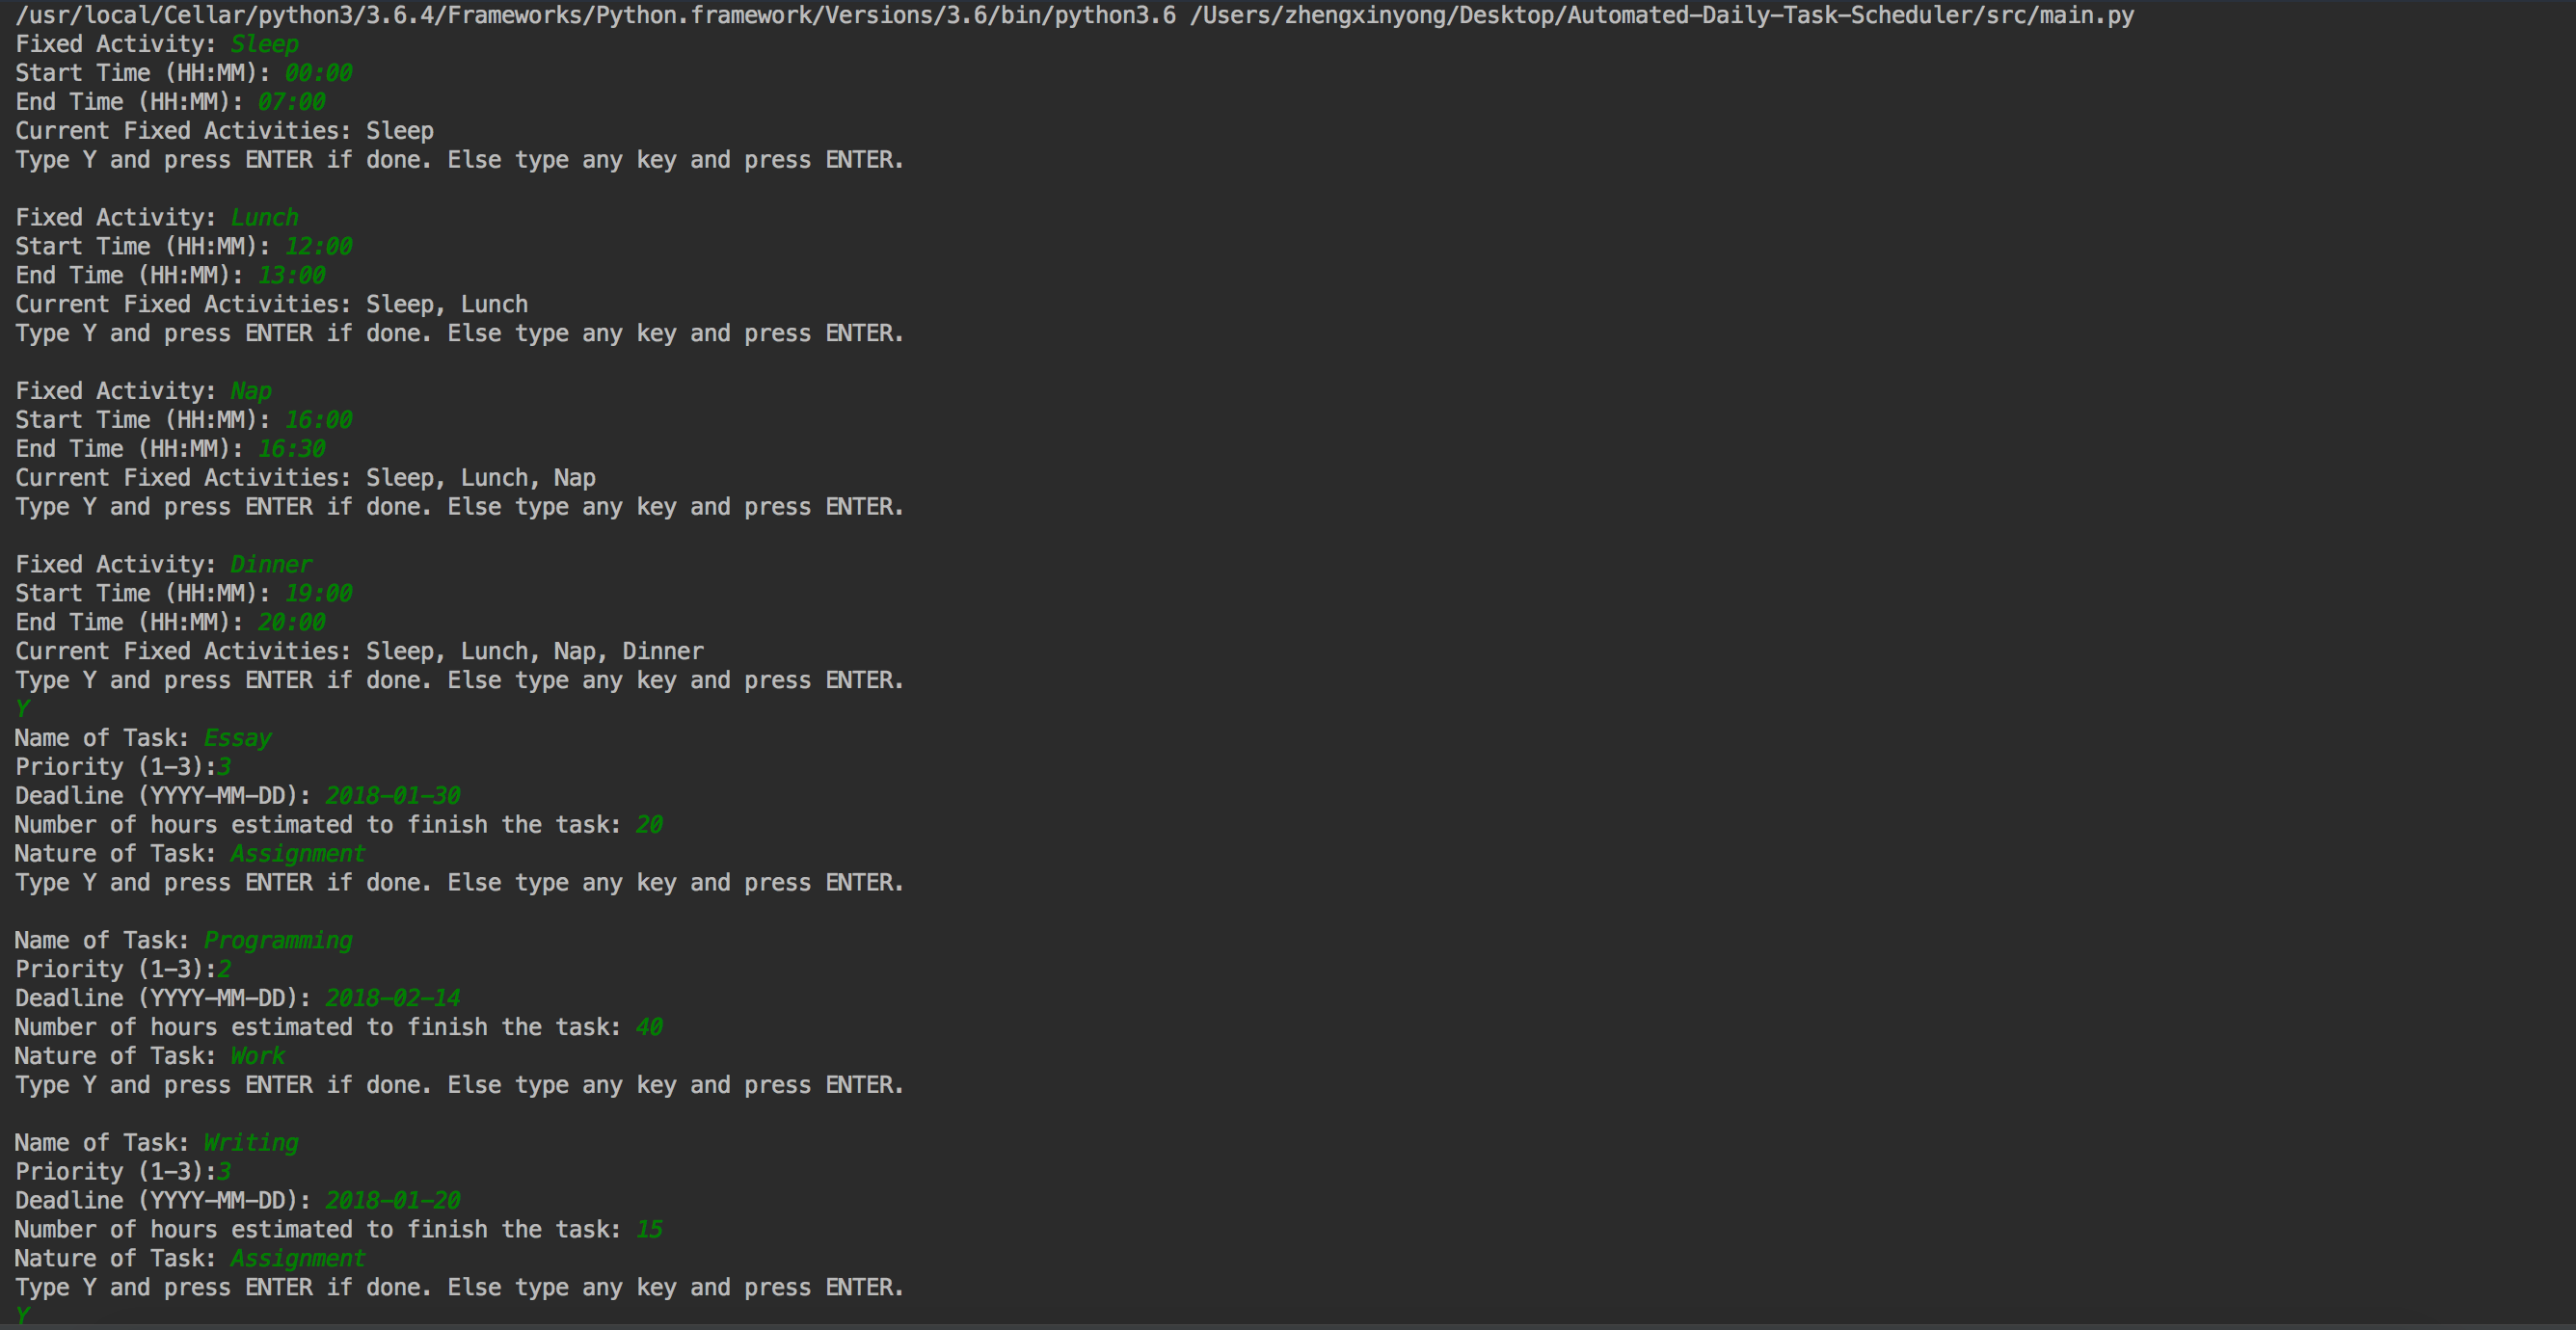 /usr/local/Cellar/python3/3.6.4/Frameworks/Python.framework/Versions/3.6/bin/python3.6 /Users/zhengxinyong/Desktop/Automated-Daily-Task-Scheduler/src/main.py
Fixed Activity: Sleep
Start Time (HH:MM): 00:00
End Time (HH:MM): 07:00
Current Fixed Activities: Sleep
Type Y and press ENTER if done. Else type any key and press ENTER.
Fixed Activity: Lunch
Start Time (HH:MM): 12:00
End Time (HH:MM): 13:00
Current Fixed Activities: Sleep, Lunch
Type Y and press ENTER if done. Else type any key and press ENTER.
Fixed Activity: Nap
Start Time (HH:MM): 16:00
End Time (HH:MM): 16:30
Current Fixed Activities: Sleep, Lunch, Nap
Type Y and press ENTER if done. Else type any key and press ENTER.
Fixed Activity: Dinner
Start Time (HH:MM): 19:00
End Time (HH:MM): 20:00
Current Fixed Activities: Sleep, Lunch, Nap, Dinner
Type Y and press ENTER if done. Else type any key and press ENTER.
Y
Name of Task: Essay
Priority (1-3):3
Deadline (YYYY-MM-DD): 2018-01-30
Number of hours estimated to finish the task: 20
Nature of Task: Assignment
Type Y and press ENTER if done. Else type any key and press ENTER.
Name of Task: Programming
Priority (1-3):2
Deadline (YYYY-MM-DD): 2018-02-14
Number of hours estimated to finish the task: 40
Nature of Task: Work
Type Y and press ENTER if done. Else type any key and press ENTER.
Name of Task: Writing
Priority (1-3):3
Deadline (YYYY-MM-DD): 2018-01-20
Number of hours estimated to finish the task: 15
Nature of Task: Assignment
Type Y and press ENTER if done. Else type any key and press ENTER.
Y